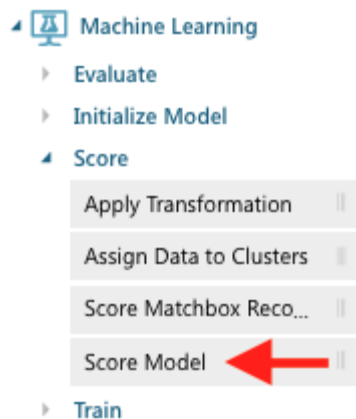 Machine Learning
Evaluate
Initialize Model
Score
Apply Transformation
Assign Data to Clusters
Score Matchbox Reco...
Score Model
Train